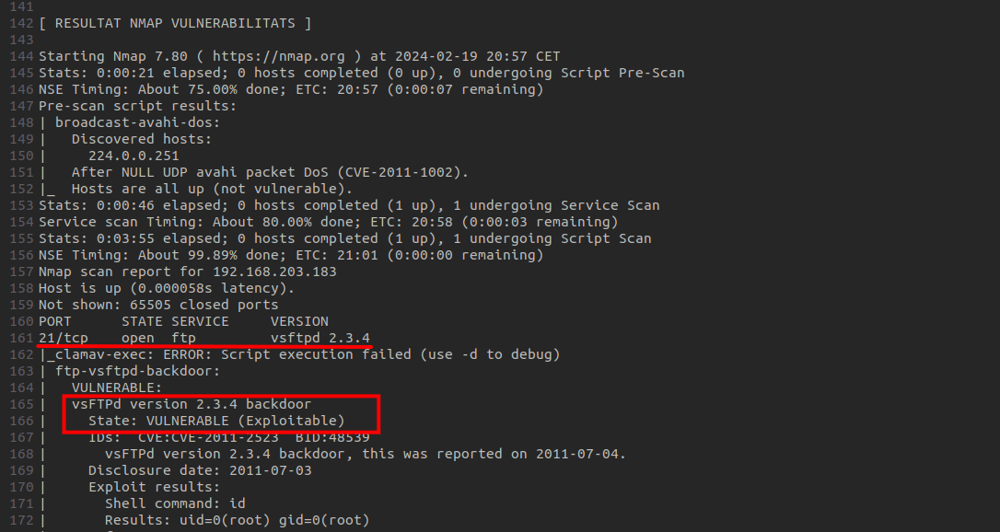 141
142 [ RESULTAT NMAP VULNERABILITATS ]
143
144 Starting Nmap 7.80 ( https://nmap.org ) at 2024-02-19 20:57 CET
145 Stats: 0:00:21 elapsed; 0 hosts completed (0 up), 0 undergoing Script Pre-Scan
146 NSE Timing: About 75.00% done; ETC: 20:57 (0:00:07 remaining)
147 Pre-scan script results:
148 | broadcast-avahi-dos:
149 |   Discovered hosts:
150 |     224.0.0.251
151 |   After NULL UDP avahi packet DoS (CVE-2011-1002).
152 |_  Hosts are all up (not vulnerable).
153 Stats: 0:00:46 elapsed; 0 hosts completed (1 up), 1 undergoing Service Scan
154 Service scan Timing: About 80.00% done; ETC: 20:58 (0:00:03 remaining)
155 Stats: 0:03:55 elapsed; 0 hosts completed (1 up), 1 undergoing Script Scan
156 NSE Timing: About 99.89% done; ETC: 21:01 (0:00:00 remaining)
157 Nmap scan report for 192.168.203.183
158 Host is up (0.000058s latency).
159 Not shown: 65505 closed ports
160 PORT      STATE SERVICE     VERSION
161 21/tcp    open  ftp         vsftpd 2.3.4
162 |_clamav-exec: ERROR: Script execution failed (use -d to debug)
163 | ftp-vsftpd-backdoor:
164 |   VULNERABLE:
165 |   vsFTPd version 2.3.4 backdoor
166 |     State: VULNERABLE (Exploitable)
167 |     IDs:  CVE:CVE-2011-2523  BID:48539
168 |       vsFTPd version 2.3.4 backdoor, this was reported on 2011-07-04.
169 |     Disclosure date: 2011-07-03
170 |     Exploit results:
171 |       Shell command: id
172 |       Results: uid=0(root) gid=0(root)